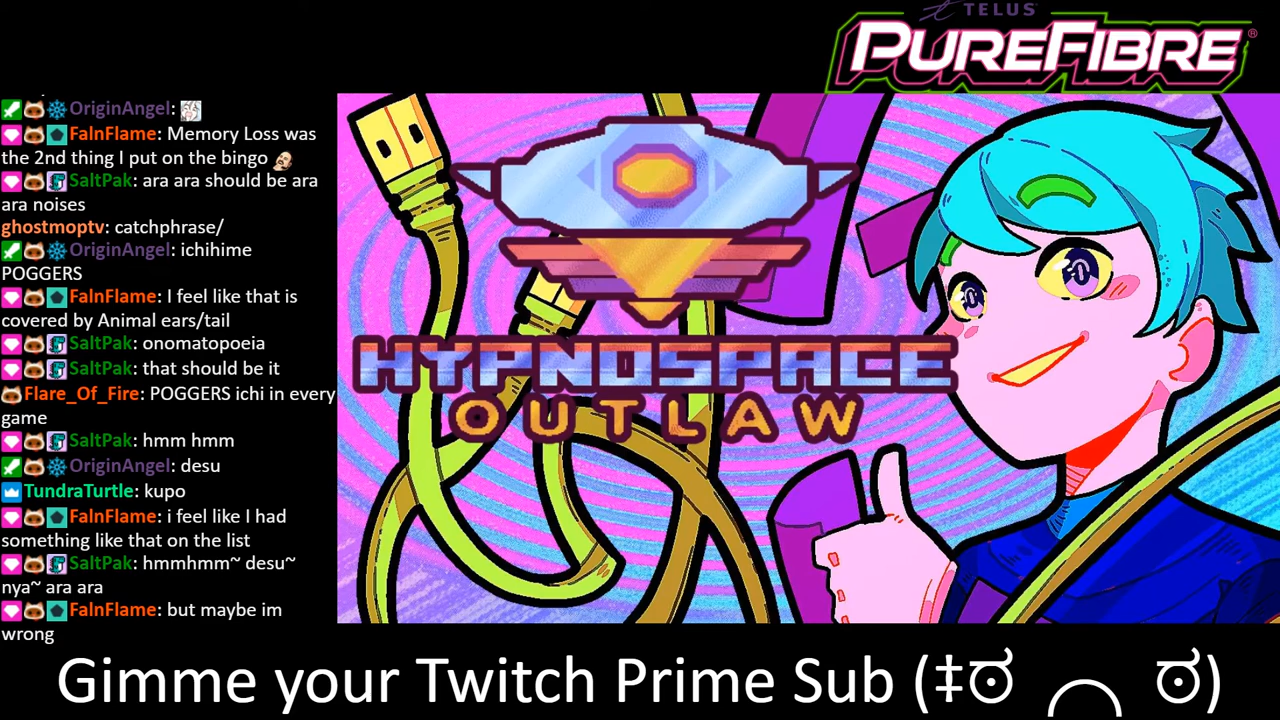 TELUS
PUREFIBRE®
OriginAngel:
FalnFlame: Memory Loss was
the 2nd thing I put on the bingo
SaltPak: ara ara should be ara
ara noises
ghostmoptv: catchphrase/
OriginAngel: ichihime
POGGERS
FalnFlame: I feel like that is
covered by Animal ears/tail
SaltPak: onomatopoeia
SaltPak: that should be it
Flare_Of_Fire: POGGERS ichi in every
game
SaltPak: hmm hmm
OriginAngel: desu
TundraTurtle: kupo
FalnFlame: i feel like I had
something like that on the list
SaltPak: hmmhmm~ desu~
nya~ ara ara
FalnFlame: but maybe im
wrong
HYPNOSPACE
OUTLAW
Gimme your Twitch Prime Sub (‡ಠ ╭╮ ಠ)